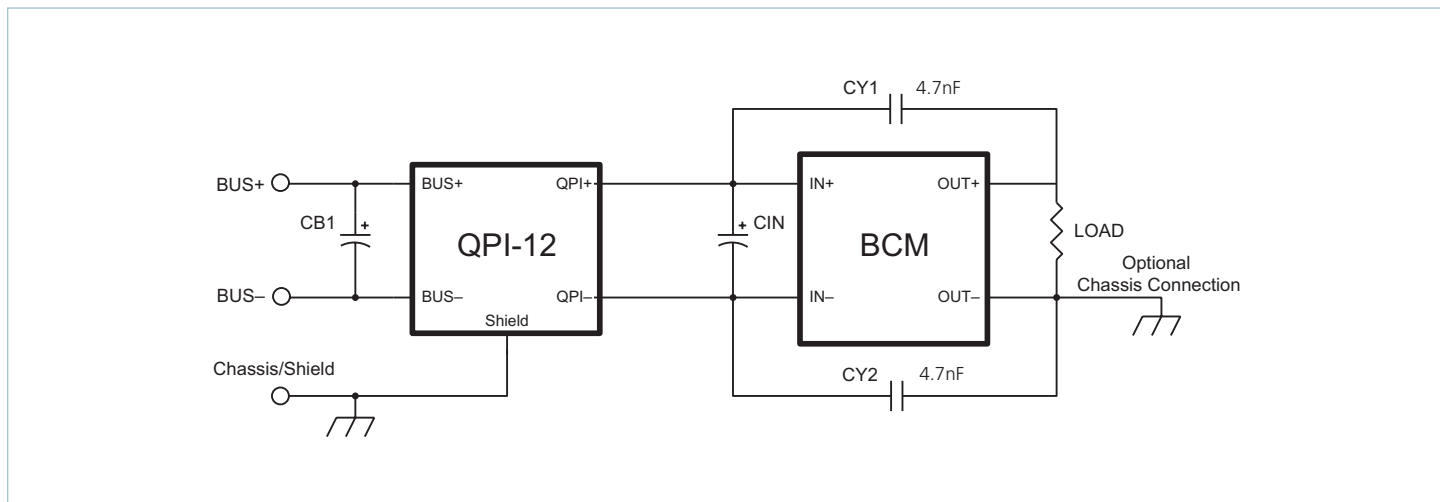 CY1 4.7nF
BUS+
BUS+ QPI+
IN+ OUT+
CB1 +
QPI-12
+ CIN
BCM
LOAD
Optional
Chassis Connection
BUS–
BUS– QPI–
IN– OUT–
Shield
Chassis/Shield
CY2 4.7nF